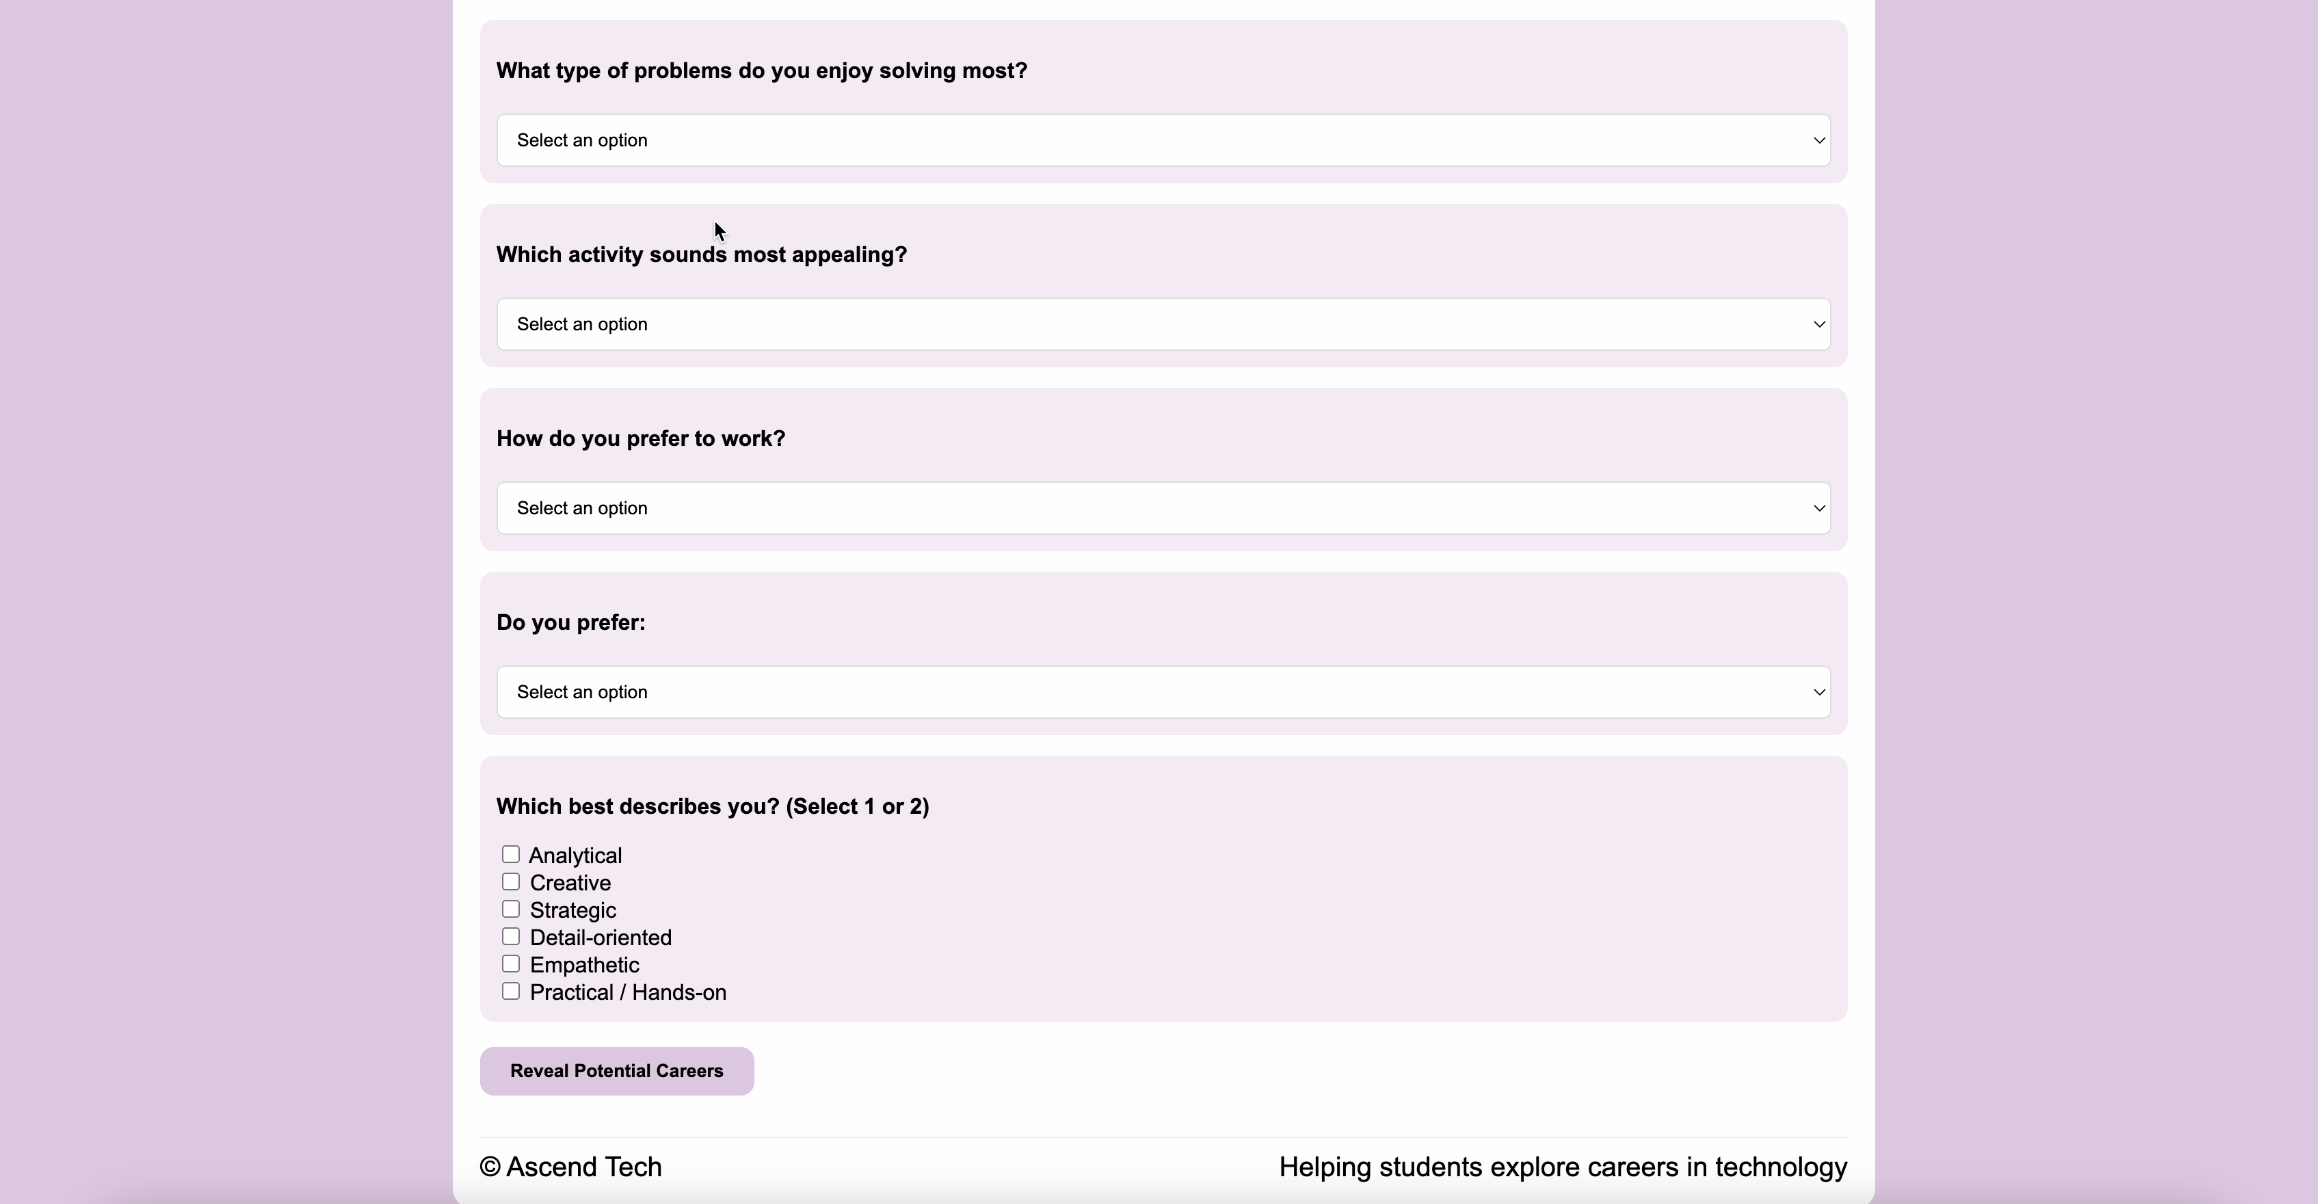 What type of problems do you enjoy solving most?
Select an option
Which activity sounds most appealing?
Select an option
How do you prefer to work?
Select an option
Do you prefer:
Select an option
Which best describes you? (Select 1 or 2)
Analytical
Creative
Strategic
Detail-oriented
Empathetic
Practical / Hands-on
Reveal Potential Careers
© Ascend Tech
Helping students explore careers in technology